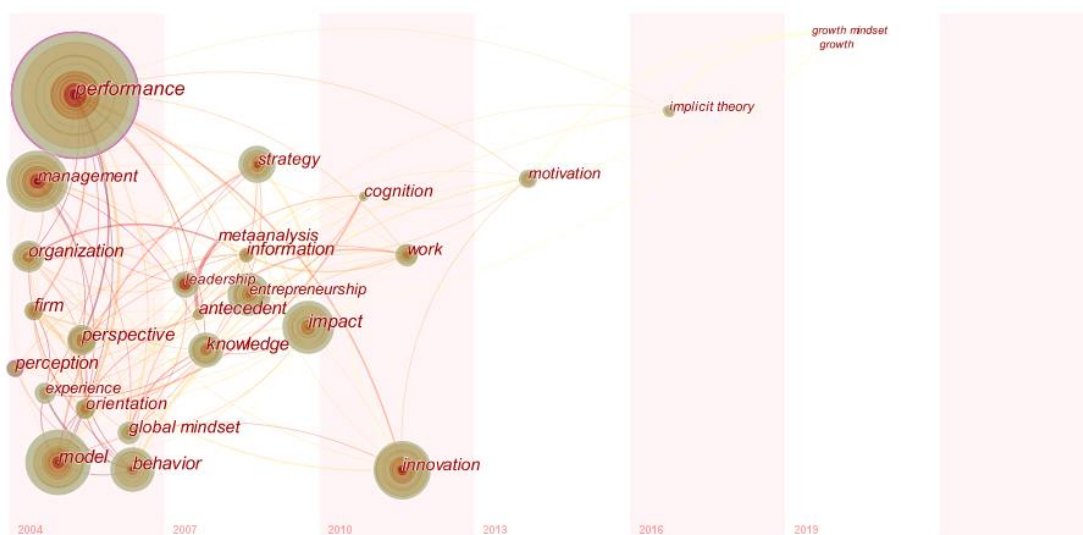 growth mindset
growth
performance
implicit theory
strategy
motivation
management
cognition
metaanalysis
organization
information
work
leadership
entrepreneurship
firm
antecedent
impact
perspective
knowledge
perception
experience
orientation
global mindset
model
behavior
innovation
2004
2007
2010
2013
2016
2019